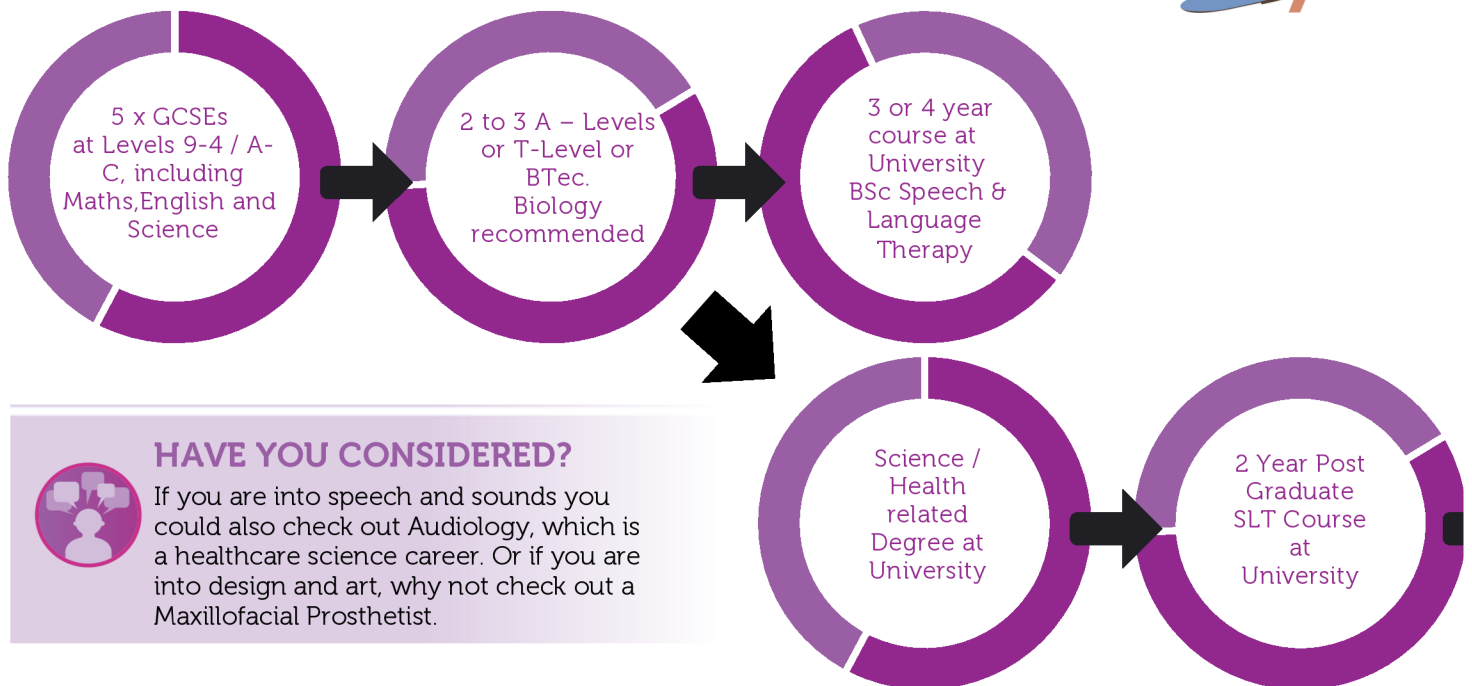 5 x GCSEs
at Levels 9-4 / A-
C, including
Maths,English and
Science
2 to 3 A – Levels
or T-Level or
BTec.
Biology
recommended
3 or 4 year
course at
University
BSc Speech &
Language
Therapy
Science /
Health
related
Degree at
University
2 Year Post
Graduate
SLT Course
at
University
HAVE YOU CONSIDERED?
If you are into speech and sounds you
could also check out Audiology, which is
a healthcare science career. Or if you are
into design and art, why not check out a
Maxillofacial Prosthetist.